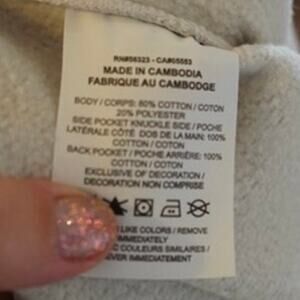 RN#56323 - CA#05553
MADE IN CAMBODIA
FABRIQUE AU CAMBODGE
BODY / CORPS: 80% COTTON / COTON
20% POLYESTER
SIDE POCKET KNUCKLE SIDE / POCHE
LATÉRALE CÔTÉ DOS DE LA MAIN: 100%
COTTON / COTON
BACK POCKET / POCHE ARRIÈRE: 100%
COTTON / COTON
EXCLUSIVE OF DECORATION /
DECORATION NON COMPRISE
LIKE COLORS / REMOVE
IMMEDIATELY
COULEURS SIMILAIRES /
IMMÉDIATEMENT